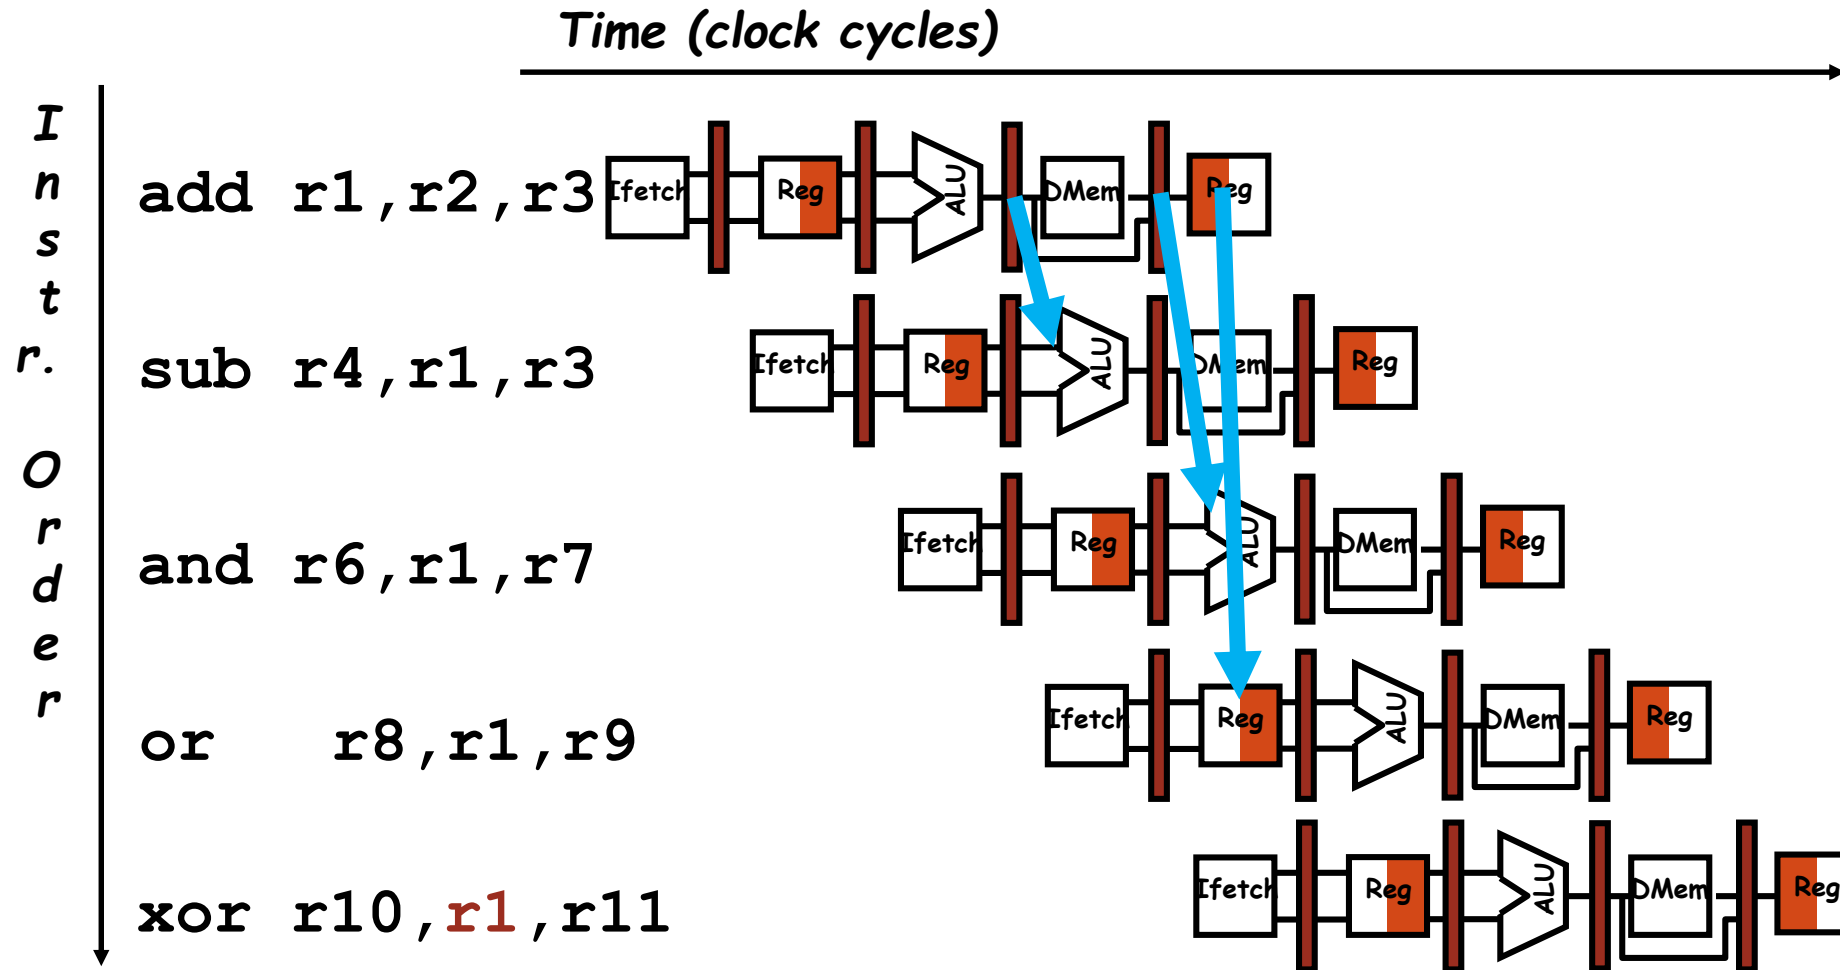 Time (clock cycles)
Instr. Order
add r1,r2,r3 Ifetch Reg ALU DMem Reg
sub r4,r1,r3 Ifetch Reg ALU DMem Reg
and r6,r1,r7 Ifetch Reg ALU DMem Reg
or r8,r1,r9 Ifetch Reg ALU DMem Reg
xor r10,r1,r11 Ifetch Reg ALU DMem Reg